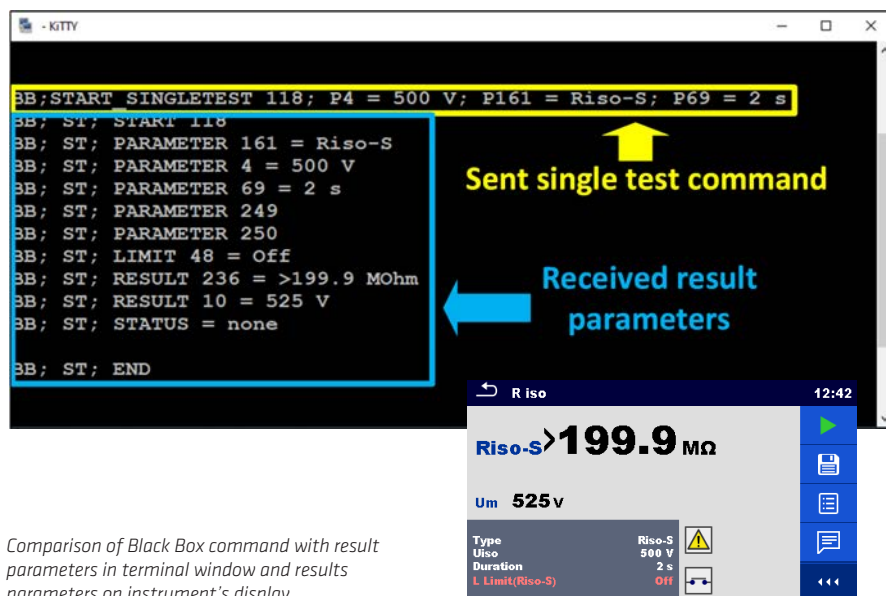 - KiTTY
BB;START_SINGLETEST 118; P4 = 500 V; P161 = Riso-S; P69 = 2 s
BB; ST; START 118
BB; ST; PARAMETER 161 = Riso-S
BB; ST; PARAMETER 4 = 500 V
BB; ST; PARAMETER 69 = 2 s
BB; ST; PARAMETER 249
BB; ST; PARAMETER 250
BB; ST; LIMIT 48 = Off
BB; ST; RESULT 236 = >199.9 MOhm
BB; ST; RESULT 10 = 525 V
BB; ST; STATUS = none
BB; ST; END
Sent single test command
Received result
parameters
R iso 12:42
Riso-S>199.9 MΩ
Um 525 V
Type Riso-S
Uiso 500 V
Duration 2 s
L Limit(Riso-S) Off
Comparison of Black Box command with result
parameters in terminal window and results
parameters on instrument's display